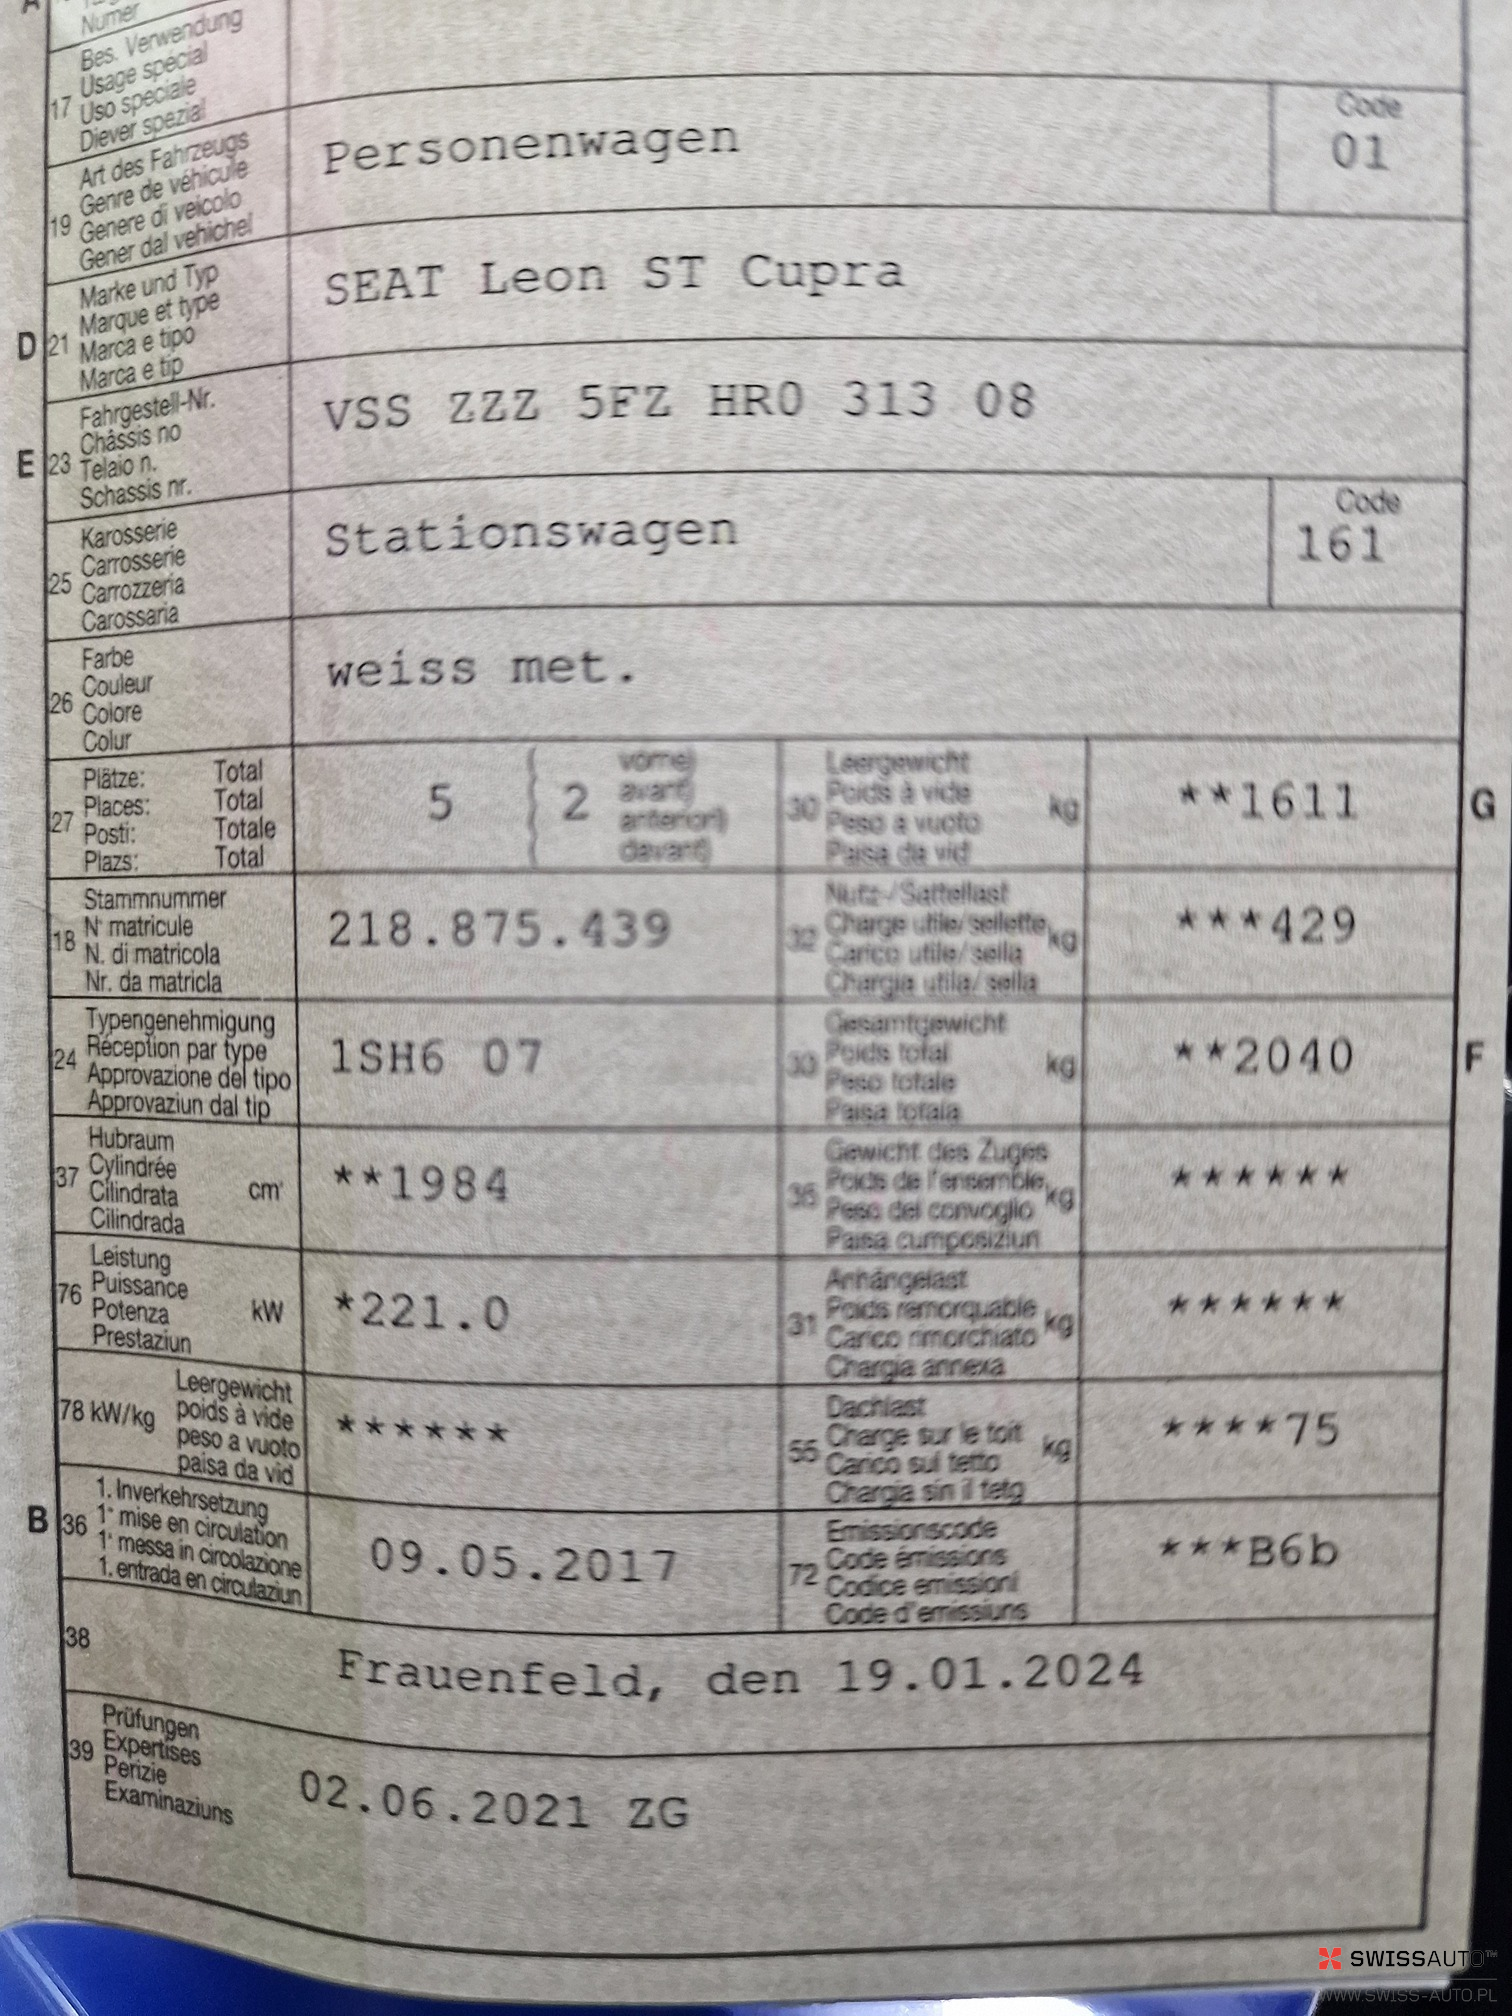 A
Numer
17
Bes. Verwendung
Usage spécial
Uso speciale
Diever spezial
19
Art des Fahrzeugs
Genre de véhicule
Genere di veicolo
Gener dal vehichel
Personenwagen
Code
01
D
21
Marke und Typ
Marque et type
Marca e tipo
Marca e tip
SEAT Leon ST Cupra
E
23
Fahrgestell-Nr.
Châssis no
Telaio n.
Schassis nr.
VSS ZZZ 5FZ HR0 313 08
25
Karosserie
Carrosserie
Carrozzeria
Carossaria
Stationswagen
Code
161
26
Farbe
Couleur
Colore
Colur
weiss met.
27
Plätze: Total
Places: Total
Posti: Totale
Plazs: Total
5
2
vorne)
avant)
anteriori)
davant)
30
Leergewicht
Poids à vide
Peso a vuoto
Paisa da vid
kg
**1611
G
18
Stammnummer
N° matricule
N. di matricola
Nr. da matricla
218.875.439
32
Nutz-/Sattellast
Charge utile/sellette
Carico utile/sella
Chargia utila/sella
kg
***429
24
Typengenehmigung
Réception par type
Approvazione del tipo
Approvaziun dal tip
1SH6 07
33
Gesamtgewicht
Poids total
Peso totale
Paisa totala
kg
**2040
F
37
Hubraum
Cylindrée
Cilindrata
Cilindrada
cm³
**1984
35
Gewicht des Zuges
Poids de l'ensemble
Peso del convoglio
Paisa cumposiziun
kg
******
76
Leistung
Puissance
Potenza
Prestaziun
kW
*221.0
31
Anhängelast
Poids remorquable
Carico rimorchiato
Chargia annexa
kg
******
78 kW/kg
Leergewicht
poids à vide
peso a vuoto
paisa da vid
******
55
Dachlast
Charge sur le toit
Carico sul tetto
Chargia sin il tetg
kg
****75
B
36
1. Inverkehrsetzung
1° mise en circulation
1° messa in circolazione
1. entrada en circulaziun
09.05.2017
72
Emissionscode
Code émissions
Codice emissioni
Code d'emissiuns
***B6b
38
Frauenfeld, den 19.01.2024
39
Prüfungen
Expertises
Perizie
Examinaziuns
02.06.2021 ZG
SWISSAUTO™
WWW.SWISS-AUTO.PL